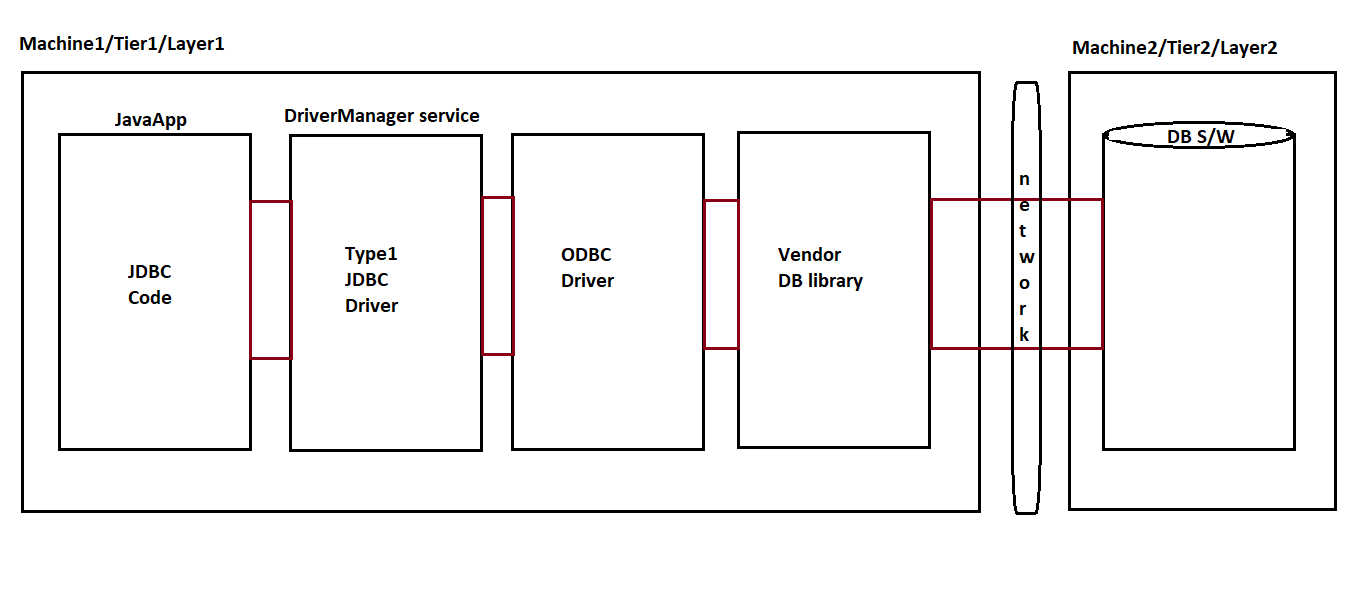 Machine1/Tier1/Layer1
Machine2/Tier2/Layer2
JavaApp
DriverManager service
JDBC
Code
Type1
JDBC
Driver
ODBC
Driver
Vendor
DB library
n
e
t
w
o
r
k
DB S/W